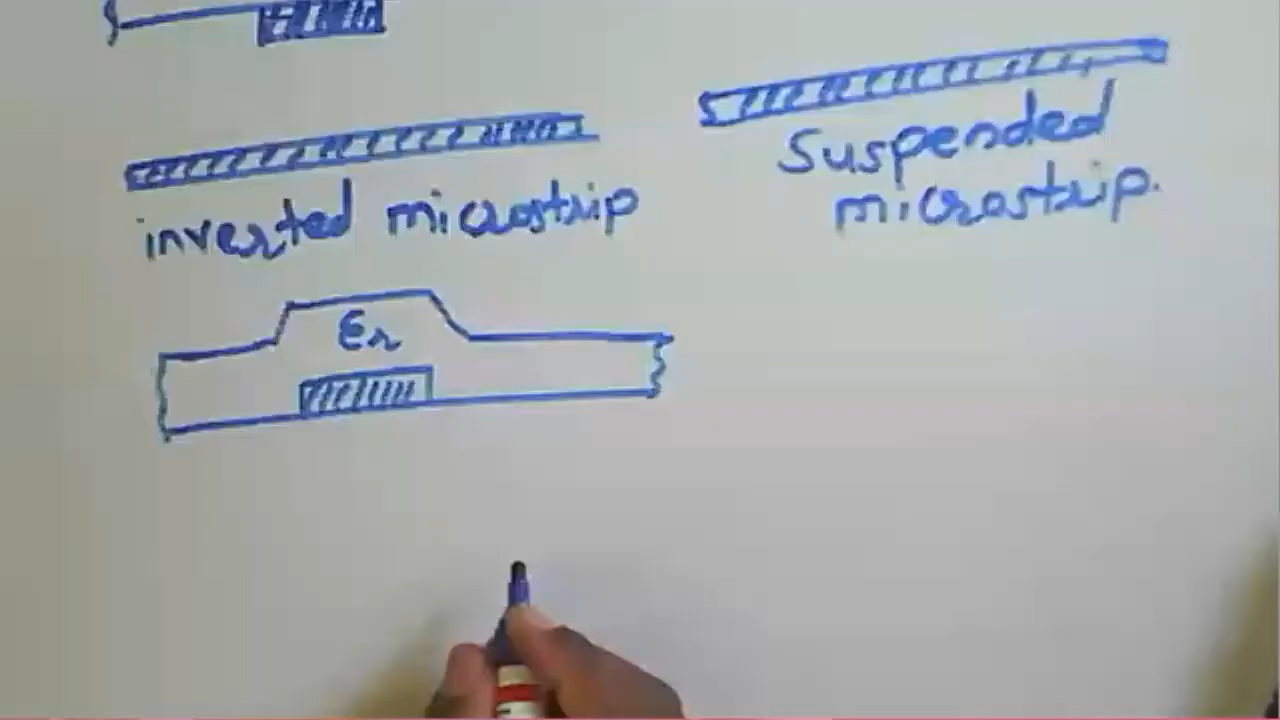 inverted microstrip
Suspended
microstrip.
εr